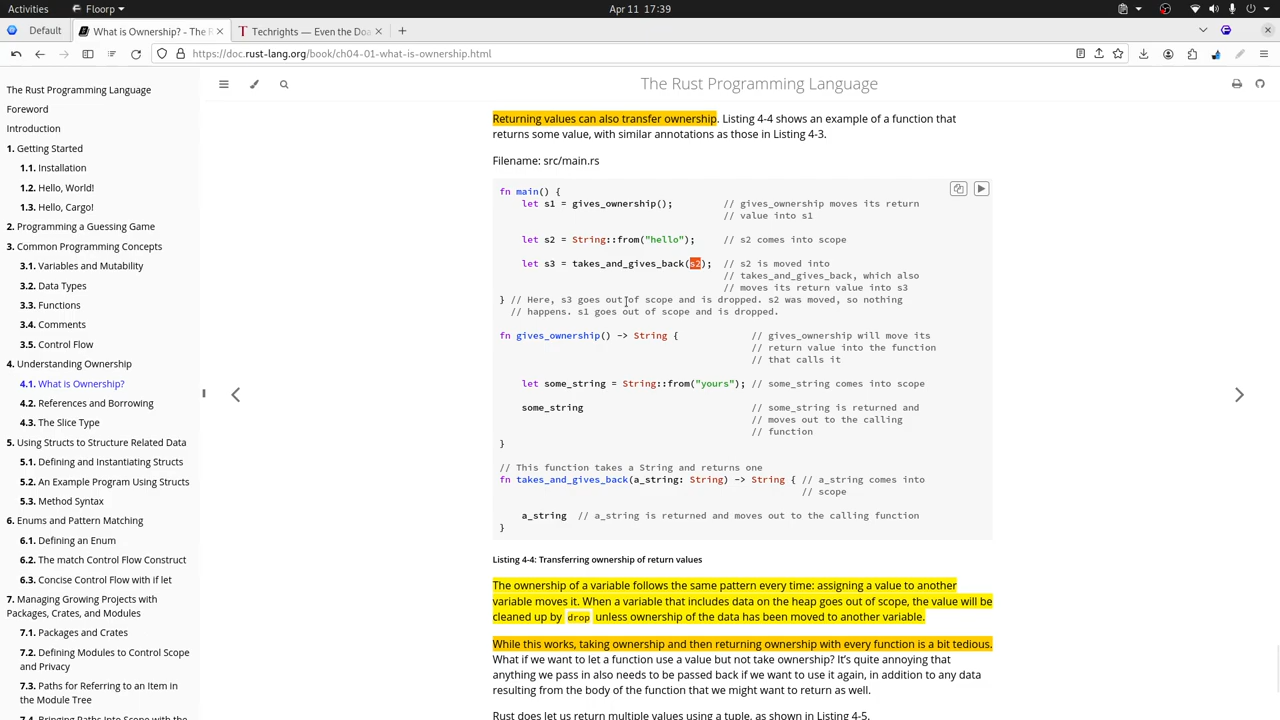 Activities
Floorp
Apr 11 17:39
Default
What is Ownership? - The R
Techrights — Even the Doa
https://doc.rust-lang.org/book/ch04-01-what-is-ownership.html
The Rust Programming Language
Foreword
Introduction
1. Getting Started
1.1. Installation
1.2. Hello, World!
1.3. Hello, Cargo!
2. Programming a Guessing Game
3. Common Programming Concepts
3.1. Variables and Mutability
3.2. Data Types
3.3. Functions
3.4. Comments
3.5. Control Flow
4. Understanding Ownership
4.1. What is Ownership?
4.2. References and Borrowing
4.3. The Slice Type
5. Using Structs to Structure Related Data
5.1. Defining and Instantiating Structs
5.2. An Example Program Using Structs
5.3. Method Syntax
6. Enums and Pattern Matching
6.1. Defining an Enum
6.2. The match Control Flow Construct
6.3. Concise Control Flow with if let
7. Managing Growing Projects with
Packages, Crates, and Modules
7.1. Packages and Crates
7.2. Defining Modules to Control Scope
and Privacy
7.3. Paths for Referring to an Item in
the Module Tree
7.4. Bringing Paths Into Scope with the
The Rust Programming Language
Returning values can also transfer ownership. Listing 4-4 shows an example of a function that
returns some value, with similar annotations as those in Listing 4-3.
Filename: src/main.rs
fn main() {
    let s1 = gives_ownership();         // gives_ownership moves its return
                                        // value into s1
    let s2 = String::from("hello");     // s2 comes into scope
    let s3 = takes_and_gives_back(s2);  // s2 is moved into
                                        // takes_and_gives_back, which also
                                        // moves its return value into s3
} // Here, s3 goes out of scope and is dropped. s2 was moved, so nothing
  // happens. s1 goes out of scope and is dropped.
fn gives_ownership() -> String {             // gives_ownership will move its
                                             // return value into the function
                                             // that calls it
    let some_string = String::from("yours"); // some_string comes into scope
    some_string                              // some_string is returned and
                                             // moves out to the calling
                                             // function
}
// This function takes a String and returns one
fn takes_and_gives_back(a_string: String) -> String { // a_string comes into
                                                      // scope
    a_string  // a_string is returned and moves out to the calling function
}
Listing 4-4: Transferring ownership of return values
The ownership of a variable follows the same pattern every time: assigning a value to another
variable moves it. When a variable that includes data on the heap goes out of scope, the value will be
cleaned up by drop unless ownership of the data has been moved to another variable.
While this works, taking ownership and then returning ownership with every function is a bit tedious.
What if we want to let a function use a value but not take ownership? It's quite annoying that
anything we pass in also needs to be passed back if we want to use it again, in addition to any data
resulting from the body of the function that we might want to return as well.
Rust does let us return multiple values using a tuple, as shown in Listing 4-5.